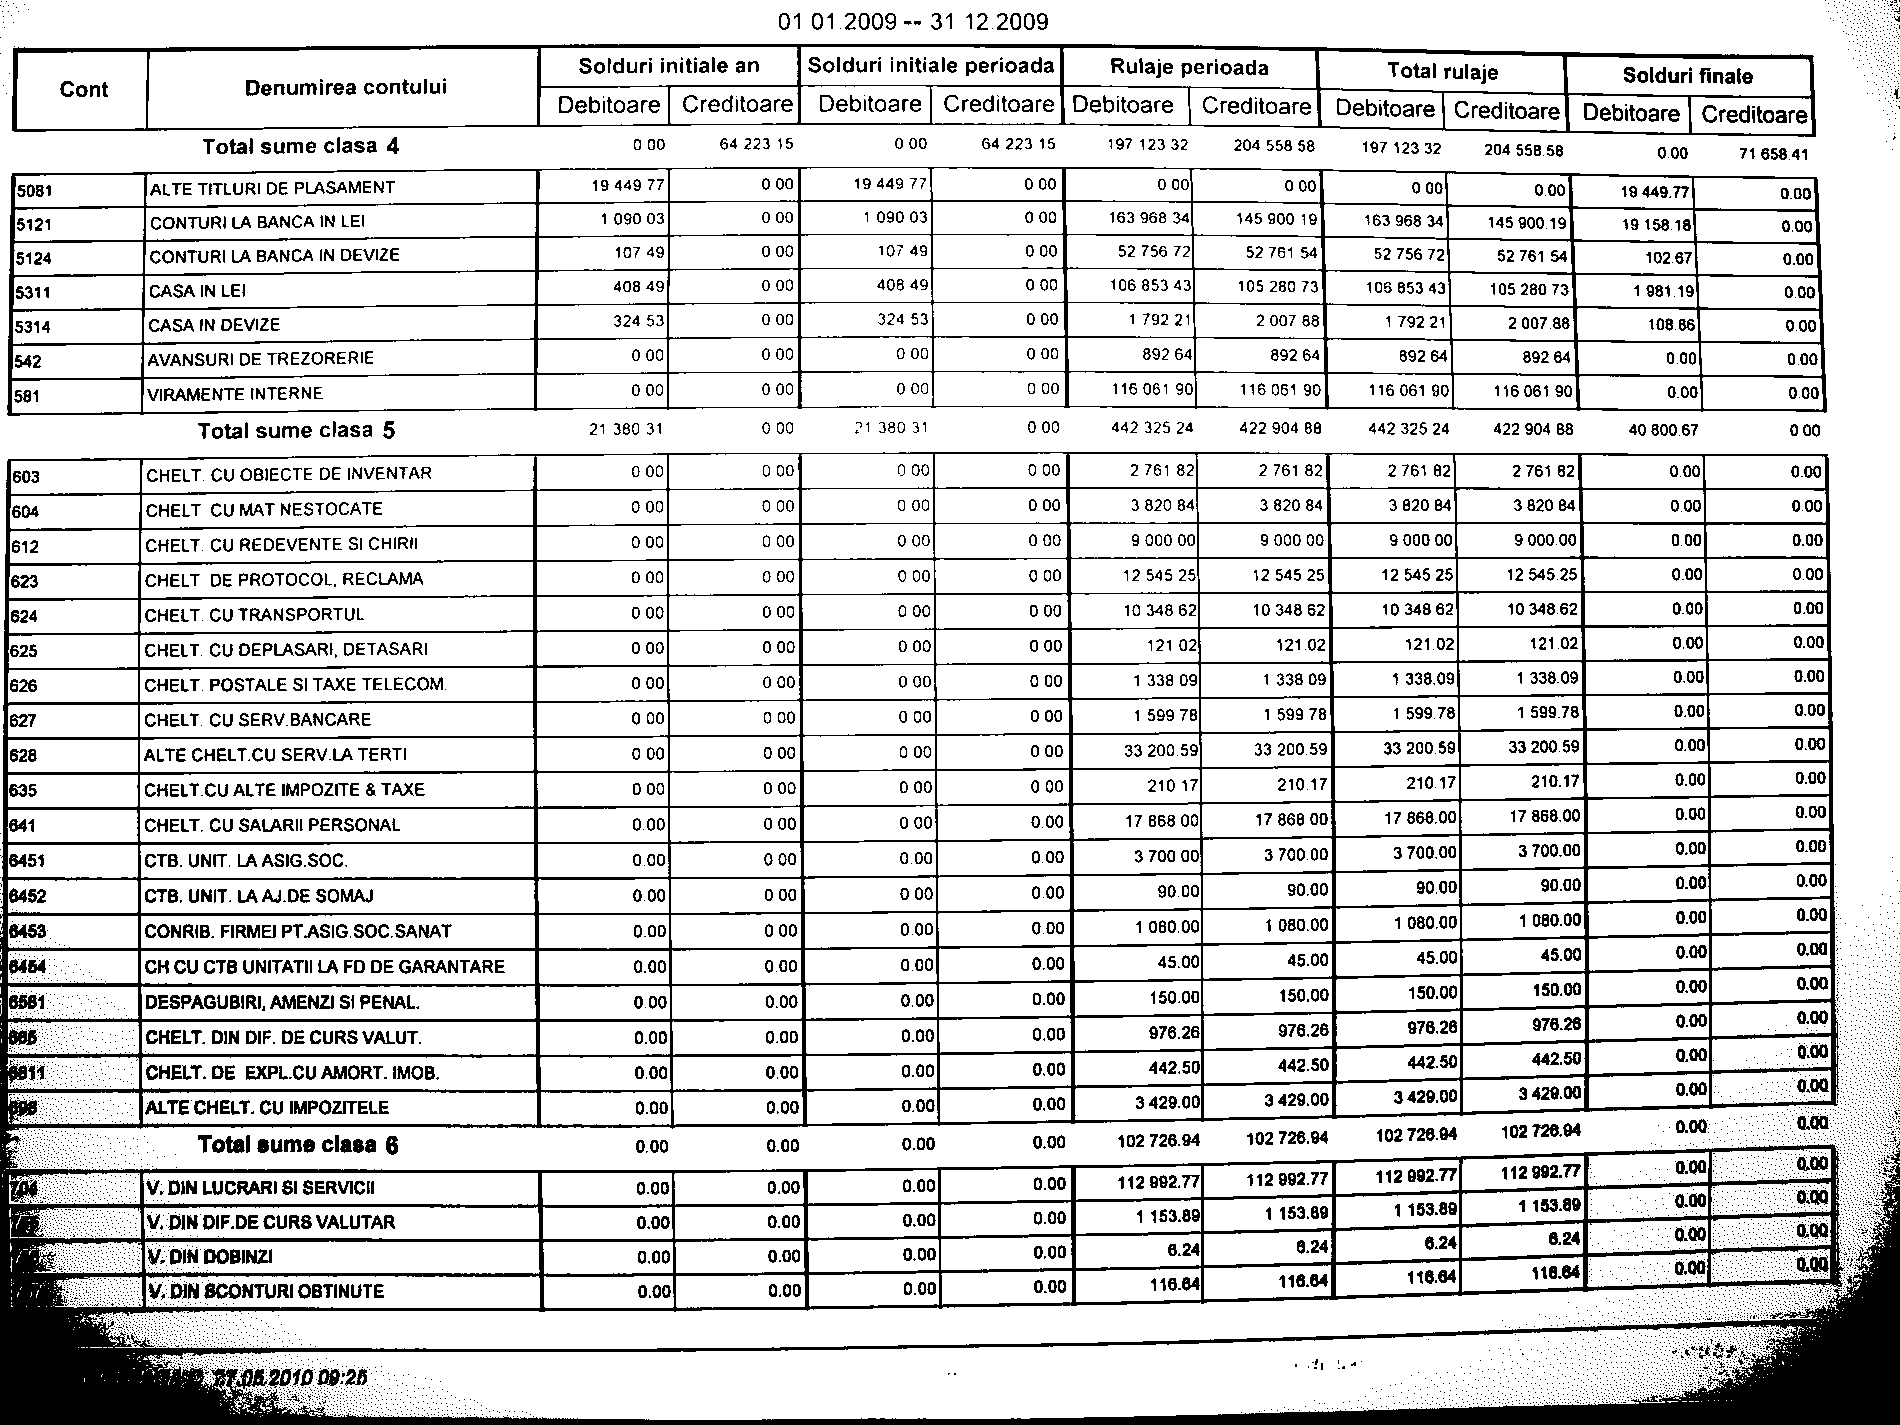 01 01 2009 -- 31 12 2009
Cont Denumirea contului Solduri initiale an Solduri initiale perioada Rulaje perioada Total rulaje Solduri finale
Debitoare Creditoare Debitoare Creditoare Debitoare Creditoare Debitoare Creditoare Debitoare Creditoare
Total sume clasa 4 0 00 64 223 15 0 00 64 223 15 197 123 32 204 558 58 197 123 32 204 558.58 0.00 71 658.41
5081 ALTE TITLURI DE PLASAMENT 19 449 77 0 00 19 449 77 0 00 0 00 0 00 0 00 0 00 19 449.77 0.00
5121 CONTURI LA BANCA IN LEI 1 090 03 0 00 1 090 03 0 00 163 968 34 145 900 19 163 968 34 145 900.19 19 158.18 0.00
5124 CONTURI LA BANCA IN DEVIZE 107 49 0 00 107 49 0 00 52 756 72 52 761 54 52 756 72 52 761 54 102.67 0.00
5311 CASA IN LEI 408 49 0 00 408 49 0 00 106 853 43 105 280 73 106 853 43 105 280 73 1 981.19 0.00
5314 CASA IN DEVIZE 324 53 0 00 324 53 0 00 1 792 21 2 007 88 1 792 21 2 007.88 108.86 0.00
542 AVANSURI DE TREZORERIE 0 00 0 00 0 00 0 00 892 64 892 64 892 64 892 64 0.00 0 00
581 VIRAMENTE INTERNE 0 00 0 00 0 00 0 00 116 061 90 116 061 90 116 061 90 116 061 90 0.00 0 00
Total sume clasa 5 21 380 31 0 00 21 380 31 0 00 442 325 24 422 904 88 442 325 24 422 904 88 40 800.67 0 00
603 CHELT. CU OBIECTE DE INVENTAR 0 00 0 00 0 00 0 00 2 761 82 2 761 82 2 761 82 2 761 82 0.00 0.00
604 CHELT CU MAT NESTOCATE 0 00 0 00 0 00 0 00 3 820 84 3 820 84 3 820 84 3 820 84 0.00 0.00
612 CHELT. CU REDEVENTE SI CHIRII 0 00 0 00 0 00 0 00 9 000 00 9 000 00 9 000 00 9 000.00 0.00 0.00
623 CHELT DE PROTOCOL, RECLAMA 0 00 0 00 0 00 0 00 12 545 25 12 545 25 12 545 25 12 545.25 0.00 0.00
624 CHELT. CU TRANSPORTUL 0 00 0 00 0 00 0 00 10 348 62 10 348 62 10 348 62 10 348.62 0.00 0.00
625 CHELT. CU DEPLASARI, DETASARI 0 00 0 00 0 00 0 00 121 02 121.02 121.02 121.02 0.00 0.00
626 CHELT. POSTALE SI TAXE TELECOM. 0 00 0 00 0 00 0 00 1 338 09 1 338 09 1 338.09 1 338.09 0.00 0.00
627 CHELT. CU SERV.BANCARE 0 00 0 00 0 00 0 00 1 599 78 1 599 78 1 599.78 1 599.78 0.00 0.00
628 ALTE CHELT.CU SERV.LA TERTI 0 00 0 00 0 00 0 00 33 200.59 33 200.59 33 200.59 33 200.59 0.00 0.00
635 CHELT.CU ALTE IMPOZITE & TAXE 0 00 0 00 0 00 0 00 210 17 210.17 210.17 210.17 0.00 0.00
641 CHELT. CU SALARII PERSONAL 0.00 0 00 0 00 0.00 17 868 00 17 868 00 17 868.00 17 868.00 0.00 0.00
6451 CTB. UNIT. LA ASIG.SOC. 0.00 0 00 0.00 0.00 3 700 00 3 700.00 3 700.00 3 700.00 0.00 0.00
6452 CTB. UNIT. LA AJ.DE SOMAJ 0.00 0 00 0.00 0.00 90.00 90.00 90.00 90.00 0.00 0.00
6453 CONRIB. FIRMEI PT.ASIG.SOC.SANAT 0.00 0 00 0.00 0.00 1 080.00 1 080.00 1 080.00 1 080.00 0.00 0.00
6454 CH CU CTB UNITATII LA FD DE GARANTARE 0.00 0.00 0.00 0.00 45.00 45.00 45.00 45.00 0.00 0.00
6581 DESPAGUBIRI, AMENZI SI PENAL. 0 00 0.00 0.00 0.00 150.00 150.00 150.00 150.00 0.00 0.00
665 CHELT. DIN DIF. DE CURS VALUT. 0.00 0.00 0.00 0.00 976.26 976.26 976.26 976.26 0.00 0.00
6811 CHELT. DE EXPL.CU AMORT. IMOB. 0.00 0.00 0.00 0.00 442.50 442.50 442.50 442.50 0.00 0.00
698 ALTE CHELT. CU IMPOZITELE 0.00 0.00 0.00 0.00 3 429.00 3 429.00 3 429.00 3 429.00 0.00 0.00
Total sume clasa 6 0.00 0.00 0.00 0.00 102 726.94 102 726.94 102 726.94 102 726.94 0.00 0.00
704 V. DIN LUCRARI SI SERVICII 0.00 0.00 0.00 0.00 112 992.77 112 992.77 112 992.77 112 992.77 0.00 0.00
V. DIN DIF.DE CURS VALUTAR 0.00 0.00 0.00 0.00 1 153.89 1 153.89 1 153.89 1 153.89 0.00 0.00
V. DIN DOBINZI 0.00 0.00 0.00 0.00 6.24 6.24 6.24 6.24 0.00 0.00
V. DIN SCONTURI OBTINUTE 0.00 0.00 0.00 0.00 116.64 116.64 116.64 116.64 0.00 0.00
2010 09:26